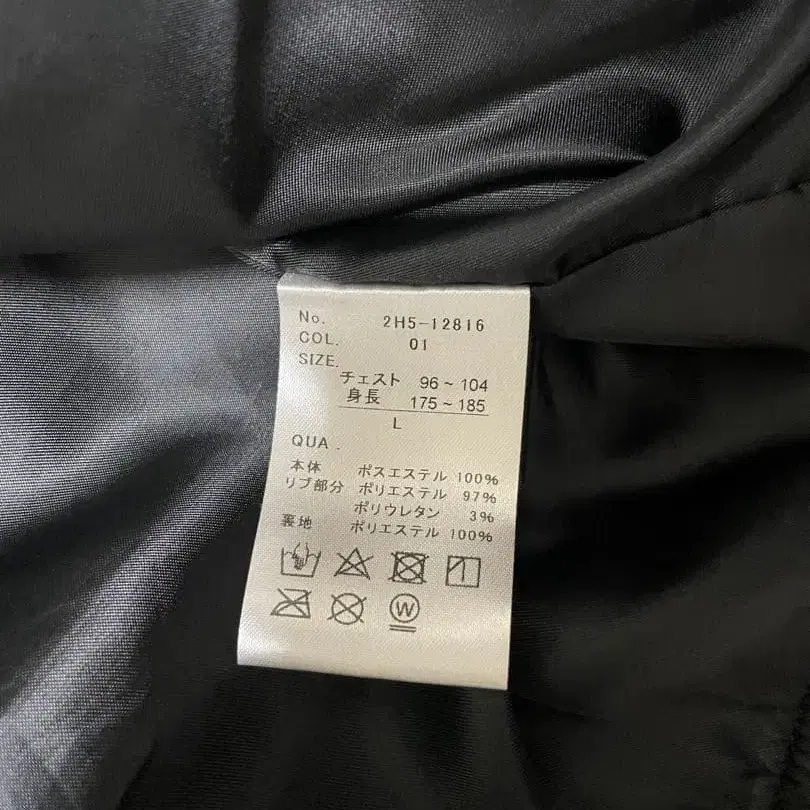 No. 2H5-12816
COL. 01
SIZE.
チェスト 96~104
身長 175~185
L
QUA.
本体 ポスエステル 100%
リブ部分 ポリエステル 97%
ポリウレタン 3%
裏地 ポリエステル 100%
W